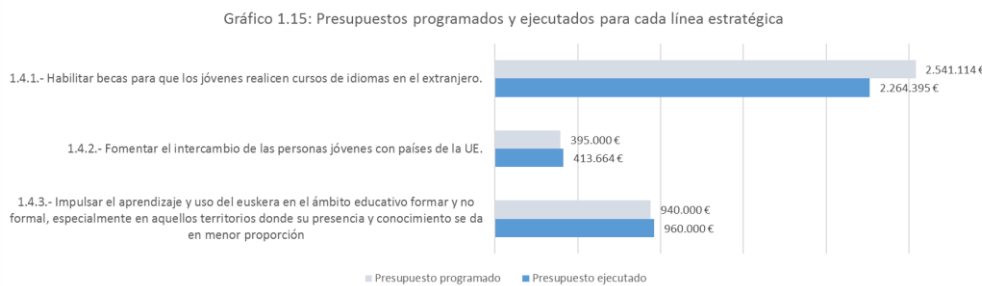 Gráfico 1.15: Presupuestos programados y ejecutados para cada línea estratégica
1.4.1.- Habilitar becas para que los jóvenes realicen cursos de idiomas en el extranjero.
2.541.114 €
2.264.395 €
1.4.2.- Fomentar el intercambio de las personas jóvenes con países de la UE.
395.000 €
413.664 €
1.4.3.- Impulsar el aprendizaje y uso del euskera en el ámbito educativo formar y no
formal, especialmente en aquellos territorios donde su presencia y conocimiento se da
en menor proporción
940.000 €
960.000 €
Presupuesto programado
Presupuesto ejecutado